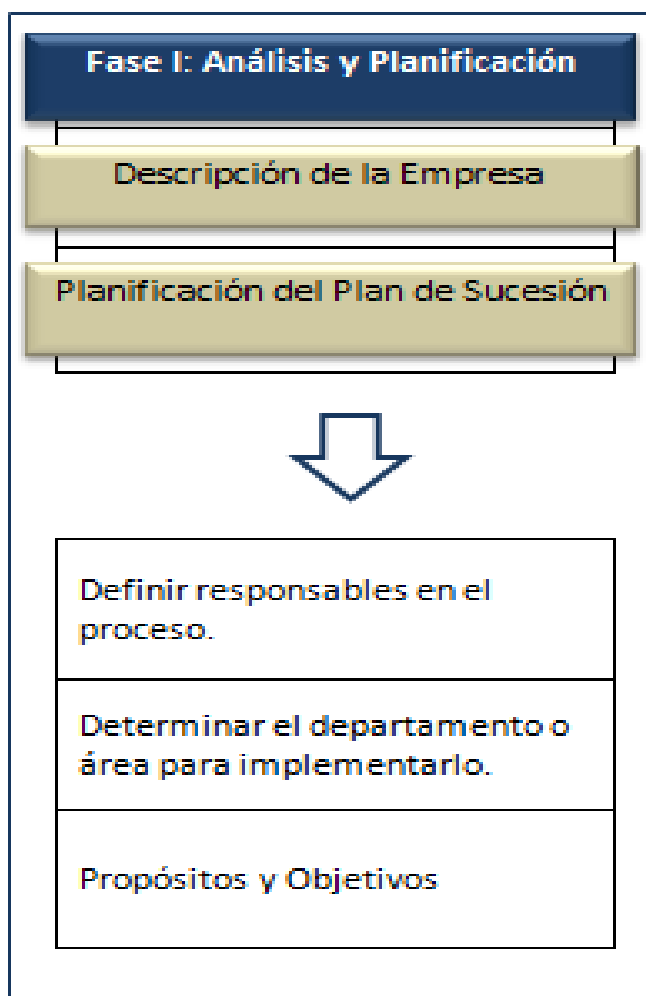 Fase I: Análisis y Planificación
Descripción de la Empresa
Planificación del Plan de Sucesión
Definir responsables en el
proceso.
Determinar el departamento o
área para implementarlo.
Propósitos y Objetivos